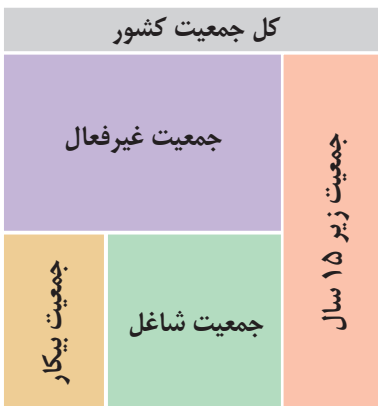 کل جمعیت کشور
جمعیت زیر ۱۵ سال
جمعیت غیرفعال
جمعیت شاغل
جمعیت بیکار